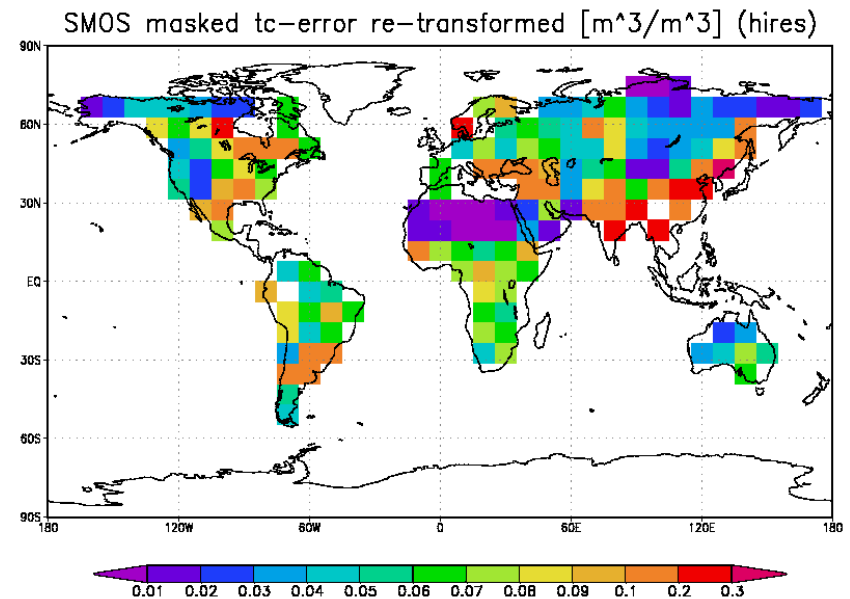 SMOS masked tc-error re-transformed [m^3/m^3] (hires)
90N
60N
30N
EQ
30S
60S
90S
180 120W 60W 0 60E 120E 180
0.01 0.02 0.03 0.04 0.05 0.06 0.07 0.08 0.09 0.1 0.2 0.3